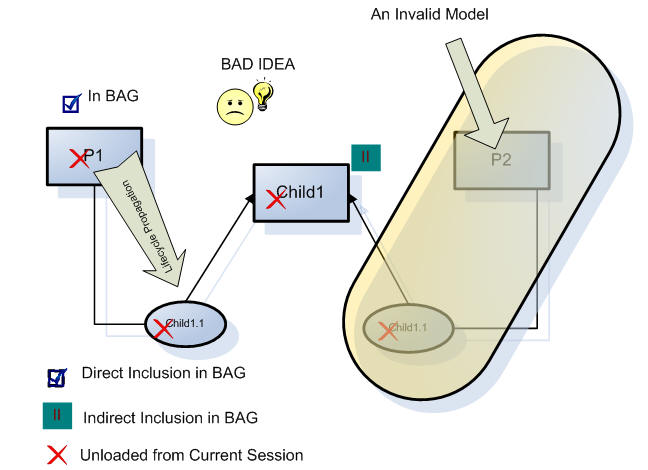 An Invalid Model
BAD IDEA
In BAG
P1
II
P2
Child1
Lifecycle Propagation
Child1.1
Child1.1
Direct Inclusion in BAG
II
Indirect Inclusion in BAG
Unloaded from Current Session